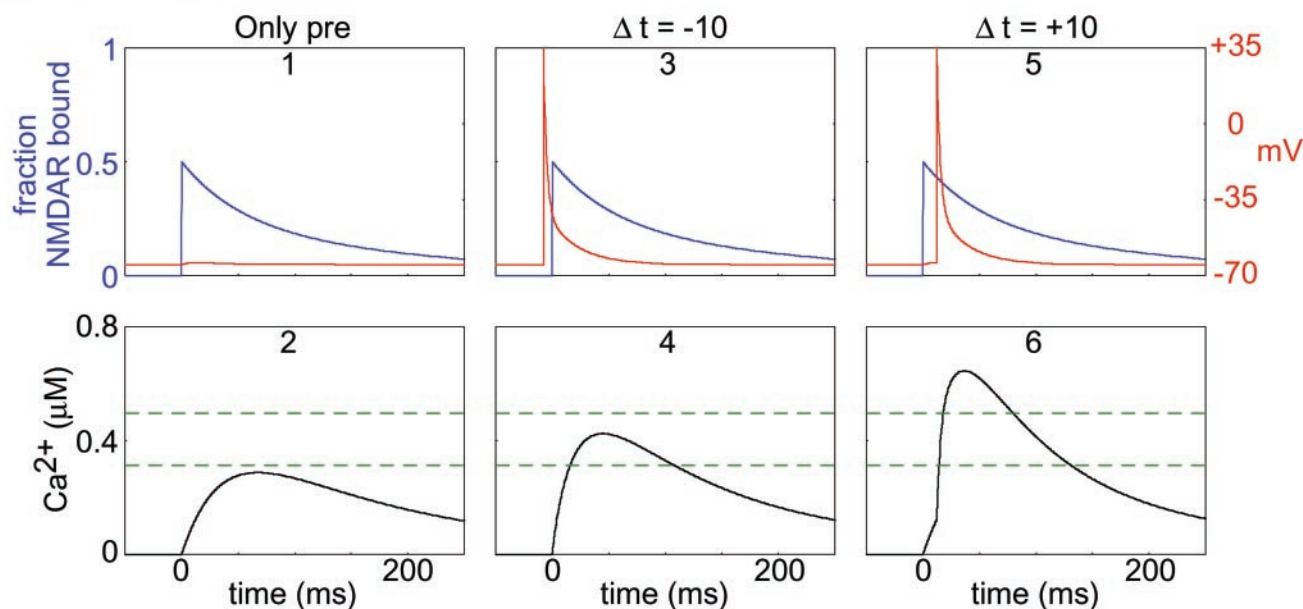 Only pre
Δ t = -10
Δ t = +10
1
1
3
5
+35
0
0.5
mV
-35
0
-70
fraction
NMDAR bound
0.8
2
4
6
0.4
0
Ca2+ (μM)
0 200
0 200
0 200
time (ms)
time (ms)
time (ms)